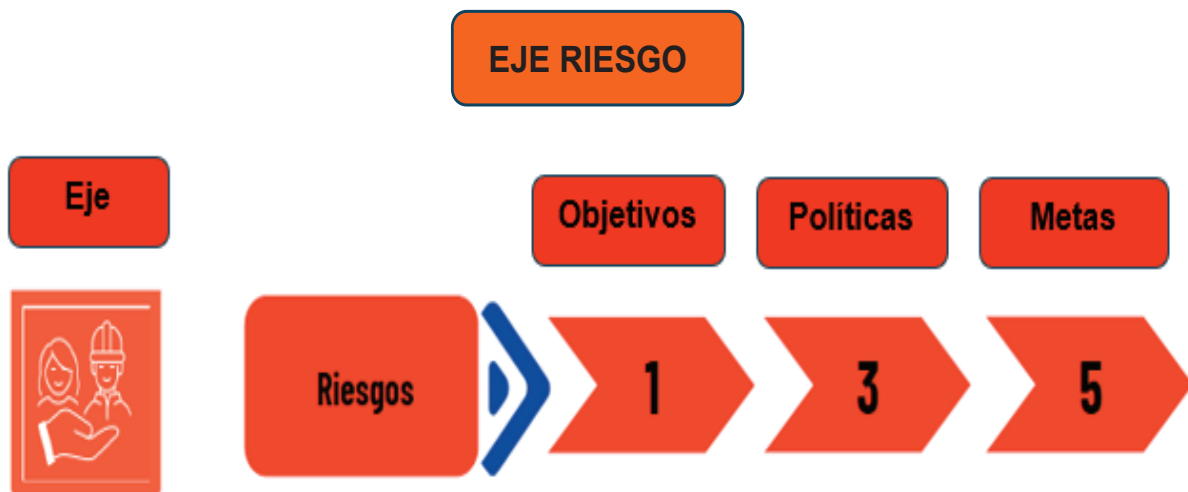 EJE RIESGO
Eje
Objetivos
Políticas
Metas
Riesgos
1
3
5